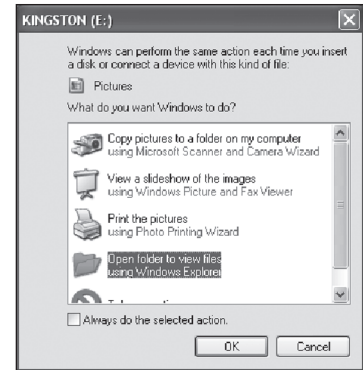 KINGSTON (E:)
Windows can perform the same action each time you insert
a disk or connect a device with this kind of file:
Pictures
What do you want Windows to do?
Copy pictures to a folder on my computer
using Microsoft Scanner and Camera Wizard
View a slideshow of the images
using Windows Picture and Fax Viewer
Print the pictures
using Photo Printing Wizard
Open folder to view files
using Windows Explorer
Always do the selected action.
OK
Cancel